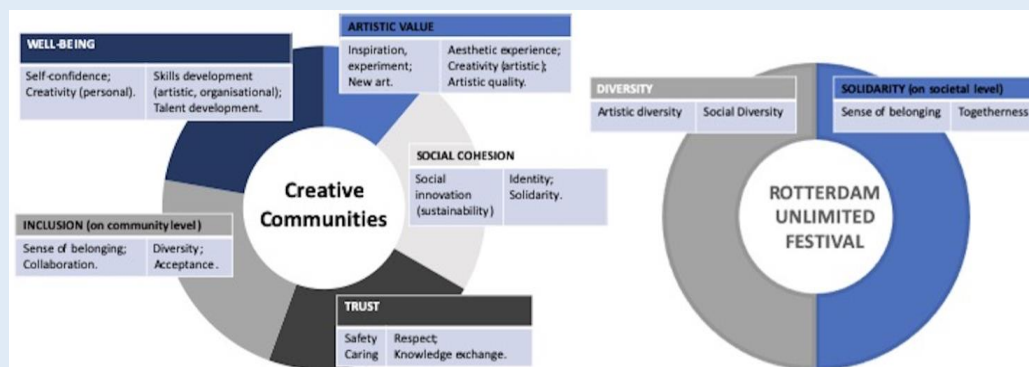 WELL-BEING
Self-confidence;
Creativity (personal).
Skills development
(artistic, organisational);
Talent development.
ARTISTIC VALUE
Inspiration,
experiment;
New art.
Aesthetic experience;
Creativity (artistic);
Artistic quality.
SOCIAL COHESION
Social
innovation
(sustainability)
Identity;
Solidarity.
Creative
Communities
INCLUSION (on community level)
Sense of belonging;
Collaboration.
Diversity;
Acceptance.
TRUST
Safety
Caring
Respect;
Knowledge exchange.
DIVERSITY
Artistic diversity
Social Diversity
SOLIDARITY (on societal level)
Sense of belonging
Togetherness
ROTTERDAM
UNLIMITED
FESTIVAL